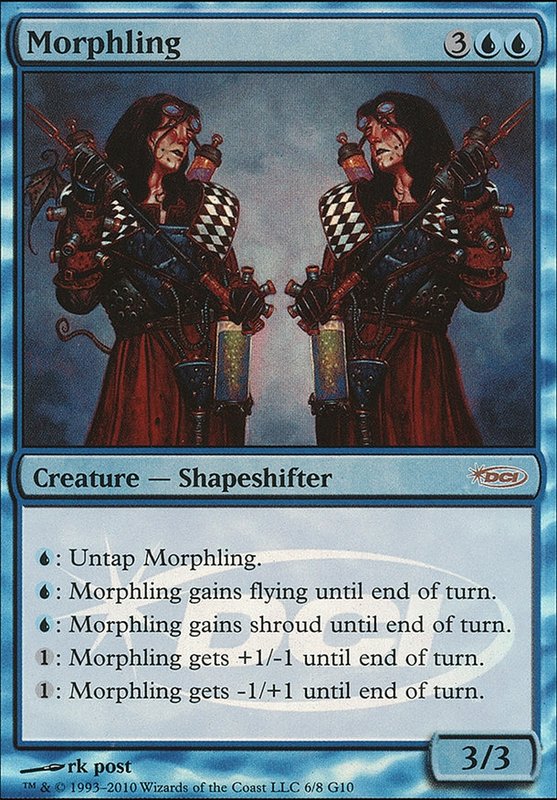 Morphling 3
Creature — Shapeshifter
DCI
: Untap Morphling.
: Morphling gains flying until end of turn.
: Morphling gains shroud until end of turn.
1: Morphling gets +1/-1 until end of turn.
1: Morphling gets -1/+1 until end of turn.
DCI
3/3
rk post
™ & © 1993–2010 Wizards of the Coast LLC 6/8 G10